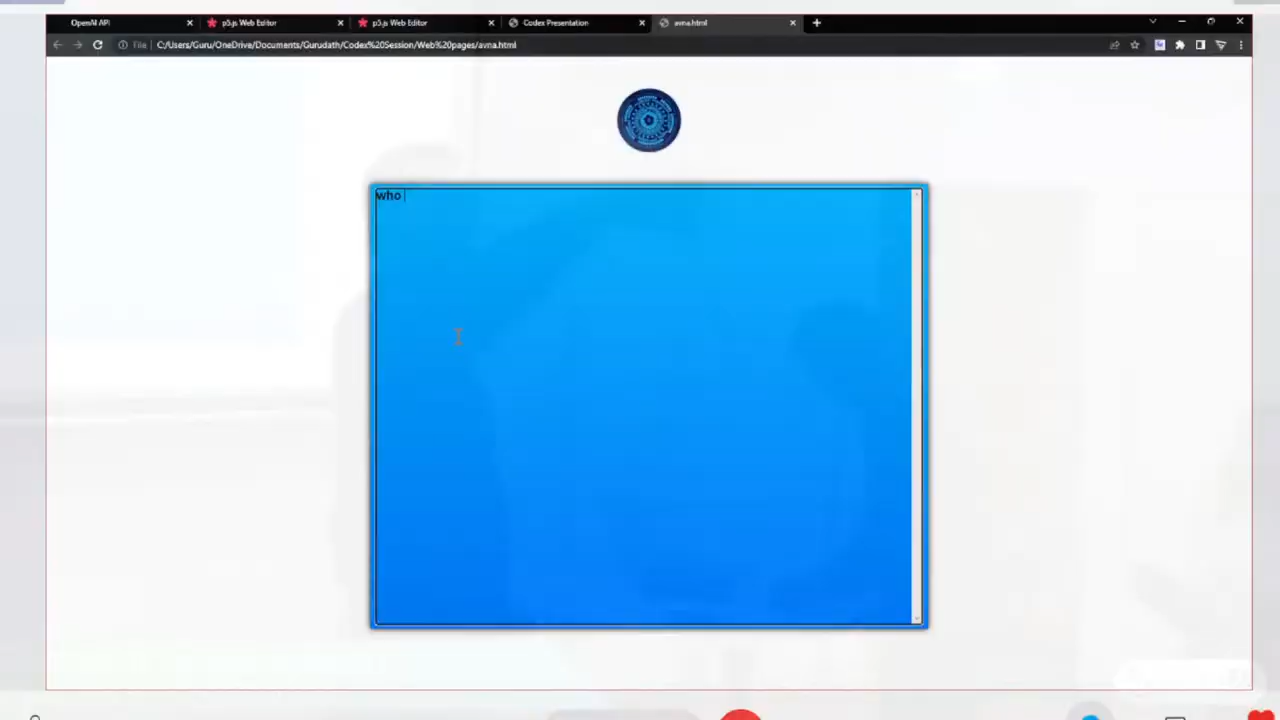 OpenAI API
p5.js Web Editor
p5.js Web Editor
Codex Presentation
avna.html
File
C:/Users/Guru/OneDrive/Documents/Gurudath/Codex%20Session/Web%20pages/avna.html
who